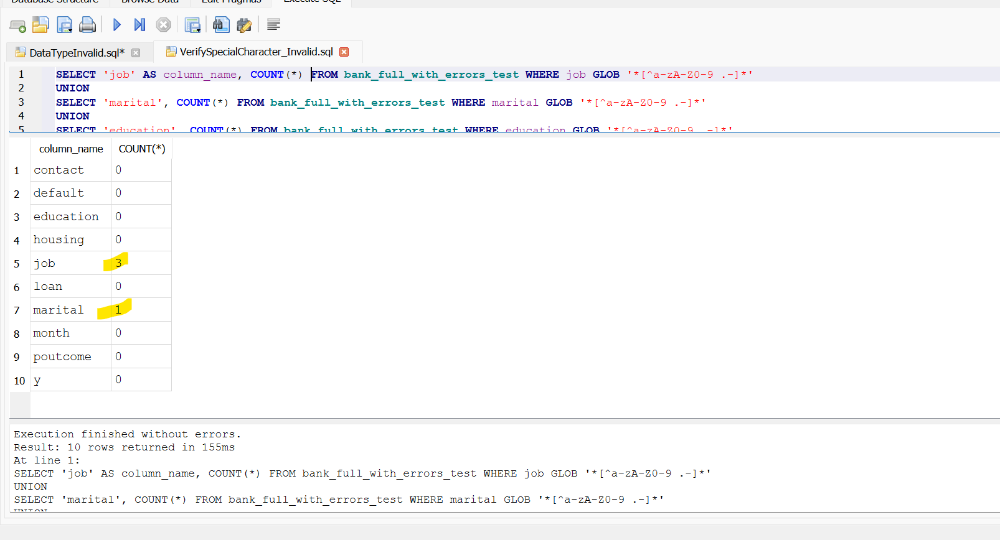 Database Structure Browse Data Edit Pragmas Execute SQL
DataTypeInvalid.sql* VerifySpecialCharacter_Invalid.sql
1 SELECT 'job' AS column_name, COUNT(*) FROM bank_full_with_errors_test WHERE job GLOB '*[^a-zA-Z0-9 .-]*'
2 UNION
3 SELECT 'marital', COUNT(*) FROM bank_full_with_errors_test WHERE marital GLOB '*[^a-zA-Z0-9 .-]*'
4 UNION
5 SELECT 'education', COUNT(*) FROM bank_full_with_errors_test WHERE education GLOB '*[^a-zA-Z0-9 .-]*'
column_name COUNT(*)
1 contact 0
2 default 0
3 education 0
4 housing 0
5 job 3
6 loan 0
7 marital 1
8 month 0
9 poutcome 0
10 y 0
Execution finished without errors.
Result: 10 rows returned in 155ms
At line 1:
SELECT 'job' AS column_name, COUNT(*) FROM bank_full_with_errors_test WHERE job GLOB '*[^a-zA-Z0-9 .-]*'
UNION
SELECT 'marital', COUNT(*) FROM bank_full_with_errors_test WHERE marital GLOB '*[^a-zA-Z0-9 .-]*'
UNION